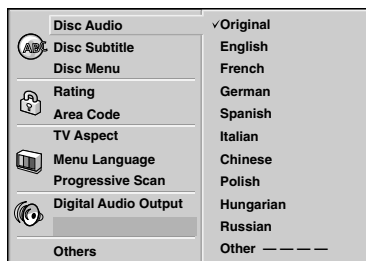 Disc Audio
Disc Subtitle
Disc Menu
Rating
Area Code
TV Aspect
Menu Language
Progressive Scan
Digital Audio Output
Others
✓Original
English
French
German
Spanish
Italian
Chinese
Polish
Hungarian
Russian
Other — — — —
ABC